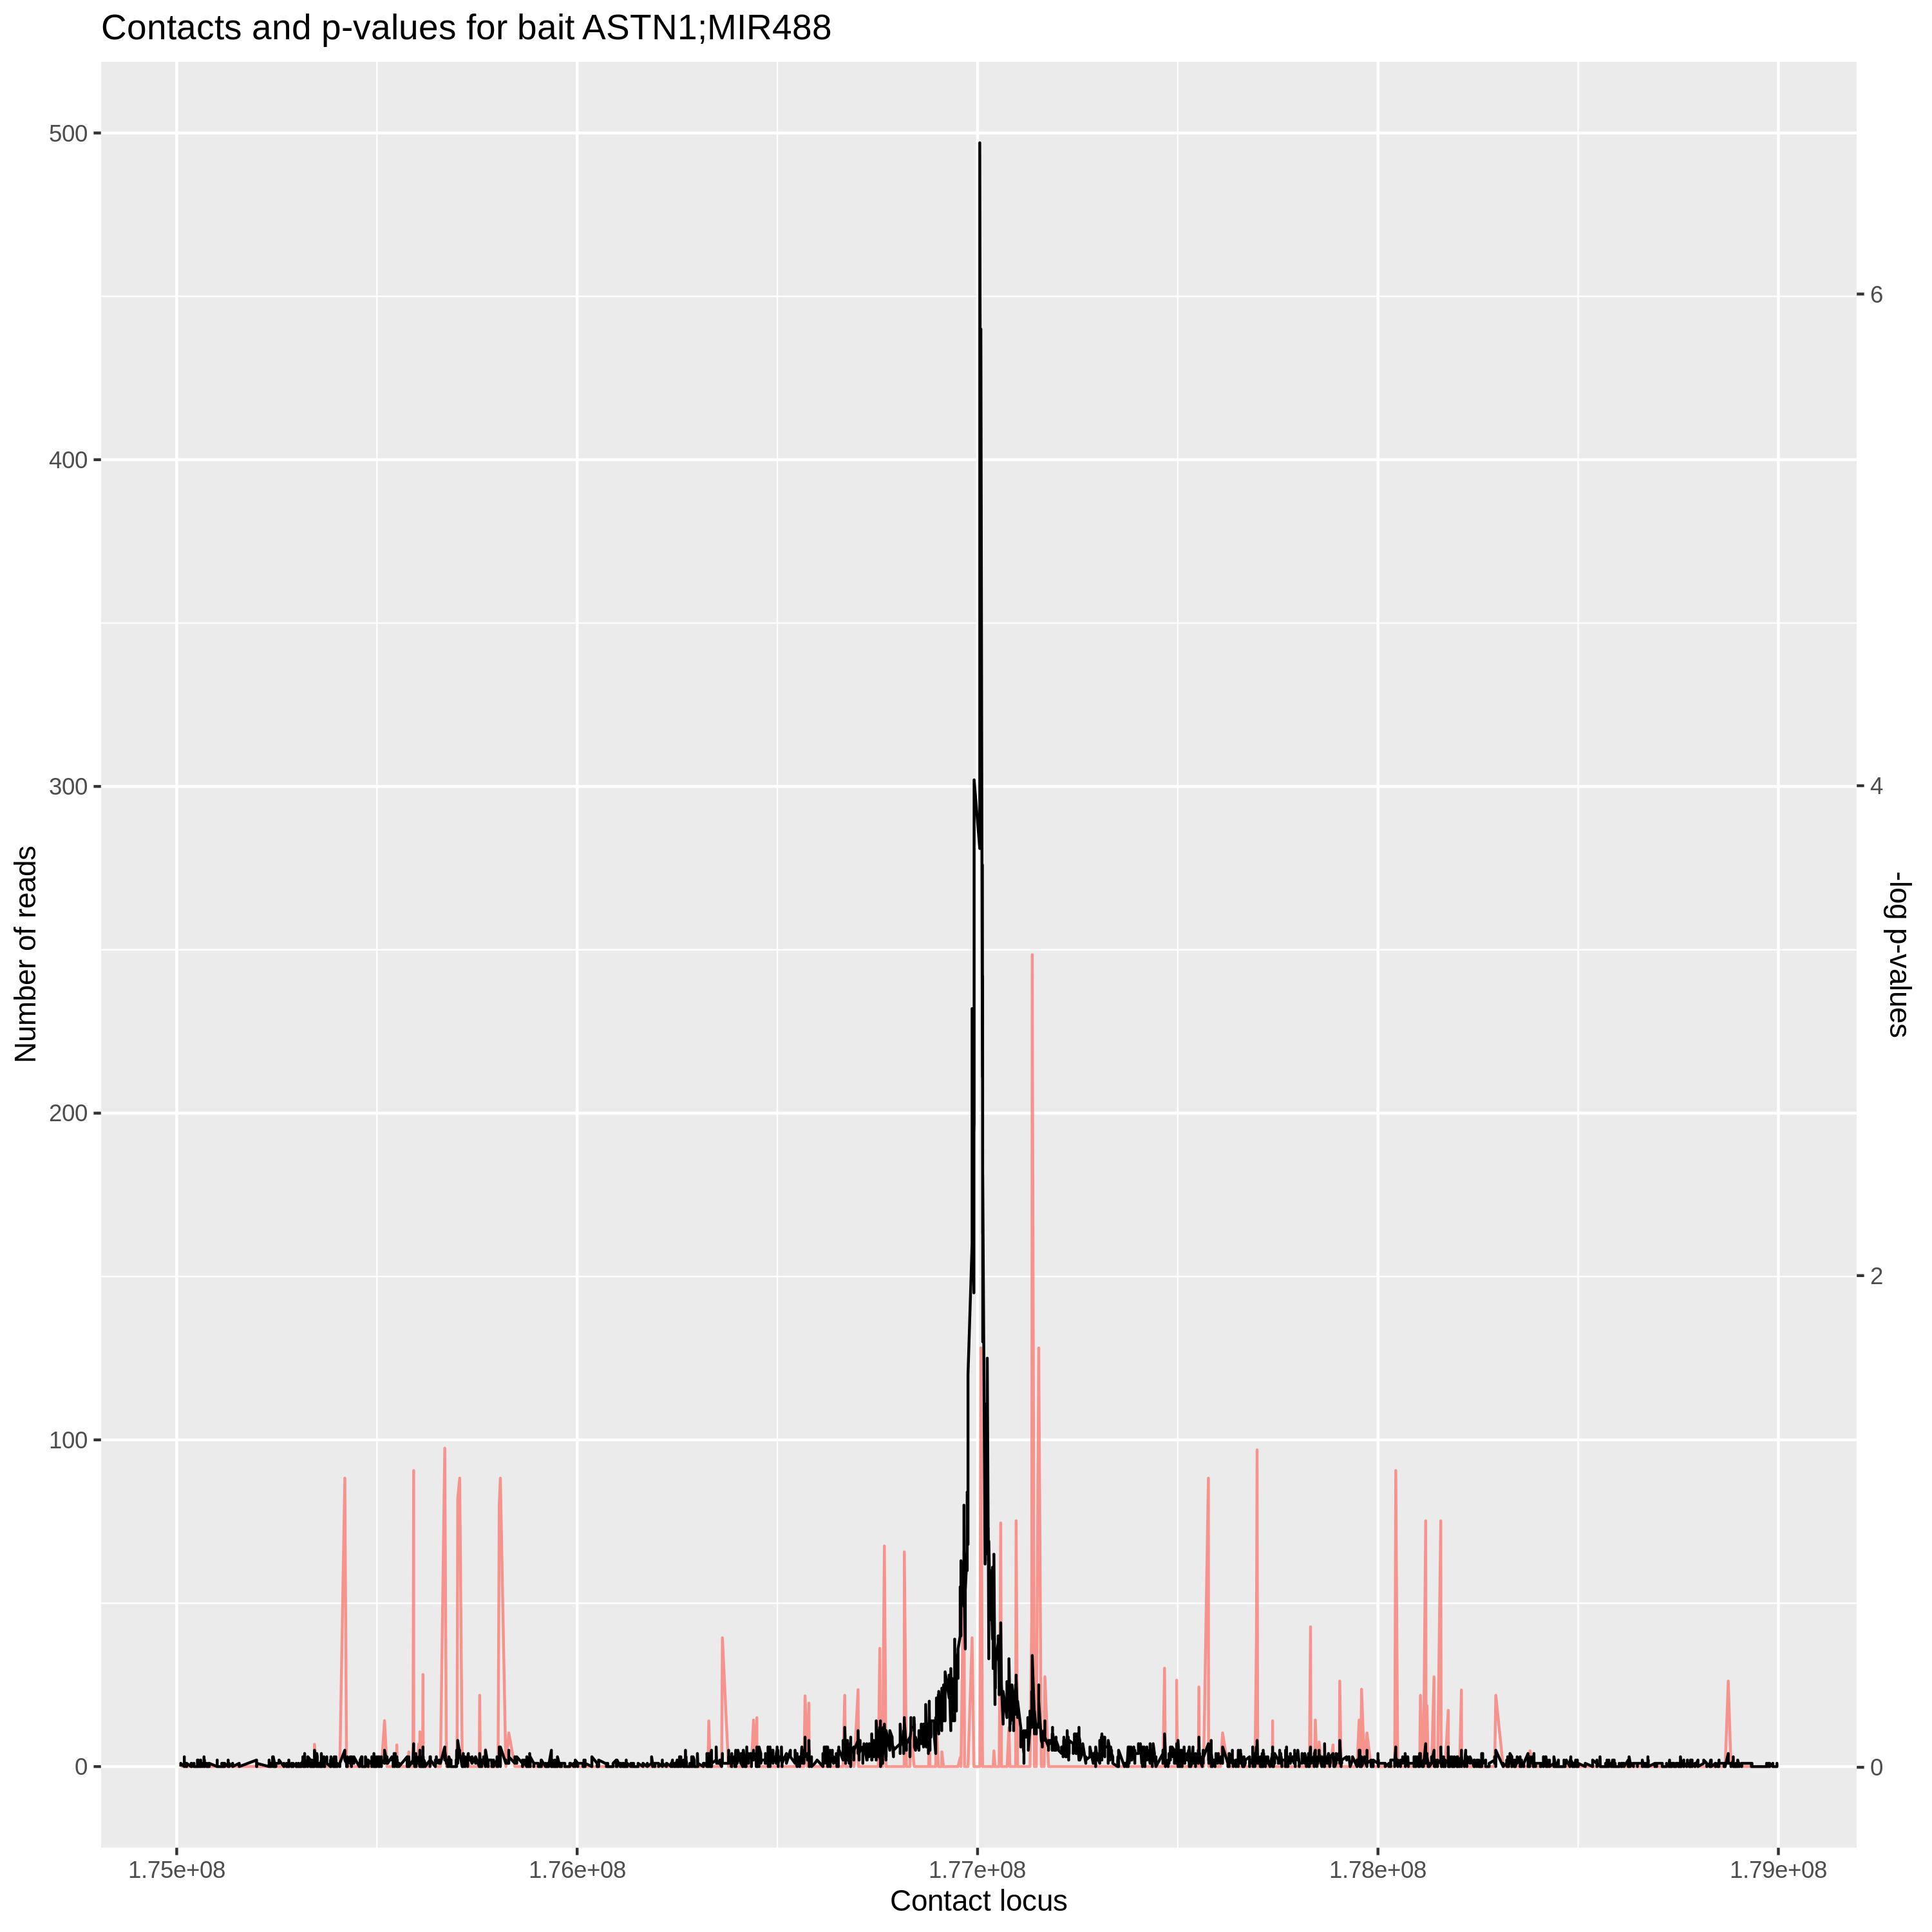 Contacts and p-values for bait ASTN1;MIR488
500
400
300
200
100
0
Number of reads
6
4
2
0
-log p-values
1.75e+08
1.76e+08
1.77e+08
1.78e+08
1.79e+08
Contact locus